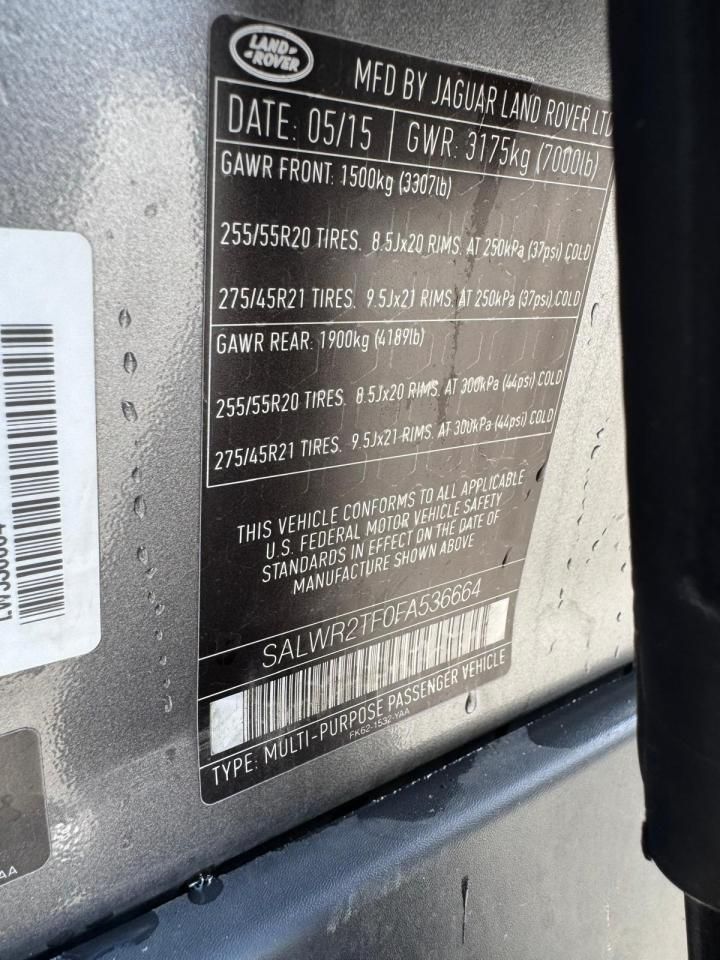 LAND
ROVER
MFD BY JAGUAR LAND ROVER LTD
DATE: 05/15 GWR: 3175kg (7000lb)
GAWR FRONT: 1500kg (3307lb)
255/55R20 TIRES. 8.5Jx20 RIMS. AT 250kPa (37psi) COLD
275/45R21 TIRES. 9.5Jx21 RIMS. AT 250kPa (37psi) COLD
GAWR REAR: 1900kg (4189lb)
255/55R20 TIRES. 8.5Jx20 RIMS. AT 300kPa (44psi) COLD
275/45R21 TIRES. 9.5Jx21 RIMS. AT 300kPa (44psi) COLD
THIS VEHICLE CONFORMS TO ALL APPLICABLE
U.S. FEDERAL MOTOR VEHICLE SAFETY
STANDARDS IN EFFECT ON THE DATE OF
MANUFACTURE SHOWN ABOVE
SALWR2TF0FA536664
TYPE: MULTI-PURPOSE PASSENGER VEHICLE
FK62-1532-YAA
AA